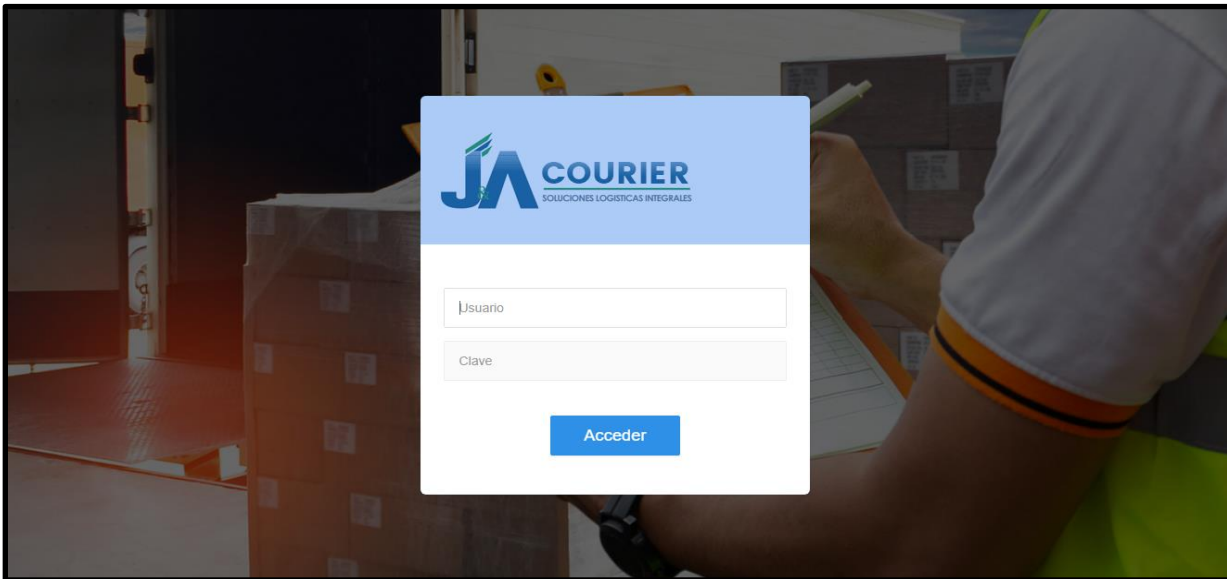 J&A COURIER
SOLUCIONES LOGISTICAS INTEGRALES
Usuario
Clave
Acceder